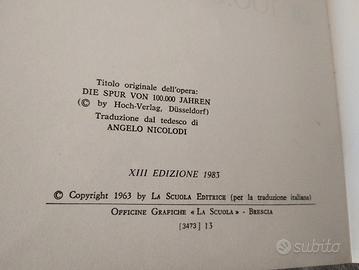 100.
Titolo originale dell'opera:
DIE SPUR VON 100.000 JAHREN
(© by Hoch-Verlag, Düsseldorf)
Traduzione dal tedesco di
ANGELO NICOLODI
XIII EDIZIONE 1983
© Copyright 1963 by LA SCUOLA EDITRICE (per la traduzione italiana)
OFFICINE GRAFICHE «LA SCUOLA» - BRESCIA
[3473] 13
subito